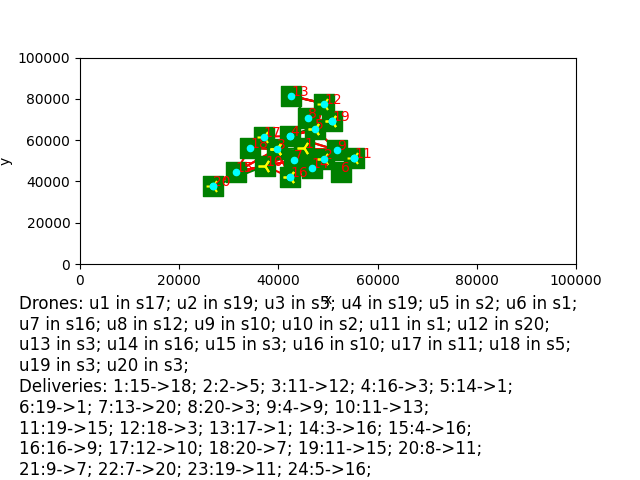 100000
80000
60000
40000
20000
0
y
0 20000 40000 60000 80000 100000
x
Drones: u1 in s17; u2 in s19; u3 in s5; u4 in s19; u5 in s2; u6 in s1;
u7 in s16; u8 in s12; u9 in s10; u10 in s2; u11 in s1; u12 in s20;
u13 in s3; u14 in s16; u15 in s3; u16 in s10; u17 in s11; u18 in s5;
u19 in s3; u20 in s3;
Deliveries: 1:15->18; 2:2->5; 3:11->12; 4:16->3; 5:14->1;
6:19->1; 7:13->20; 8:20->3; 9:4->9; 10:11->13;
11:19->15; 12:18->3; 13:17->1; 14:3->16; 15:4->16;
16:16->9; 17:12->10; 18:20->7; 19:11->15; 20:8->11;
21:9->7; 22:7->20; 23:19->11; 24:5->16;